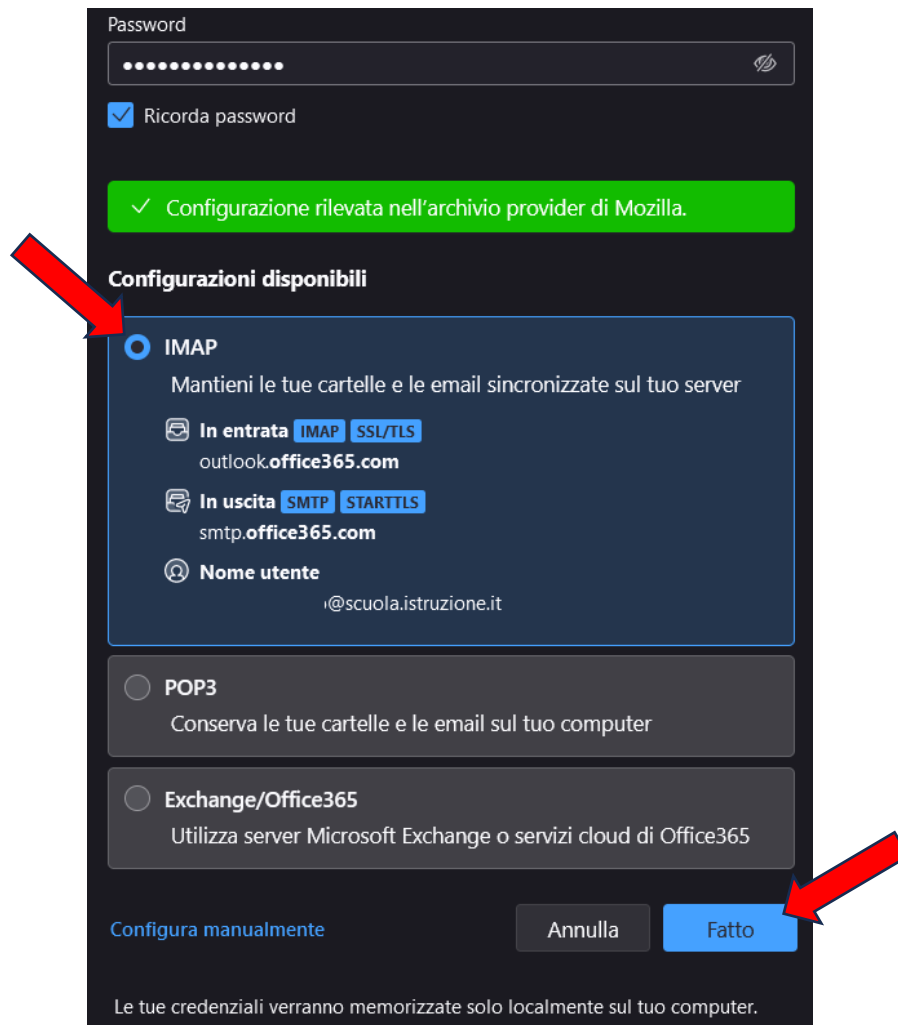 Password
••••••••••••••
Ricorda password
Configurazione rilevata nell'archivio provider di Mozilla.
Configurazioni disponibili
IMAP
Mantieni le tue cartelle e le email sincronizzate sul tuo server
In entrata IMAP SSL/TLS
outlook.office365.com
In uscita SMTP STARTTLS
smtp.office365.com
Nome utente
@scuola.istruzione.it
POP3
Conserva le tue cartelle e le email sul tuo computer
Exchange/Office365
Utilizza server Microsoft Exchange o servizi cloud di Office365
Configura manualmente Annulla Fatto
Le tue credenziali verranno memorizzate solo localmente sul tuo computer.